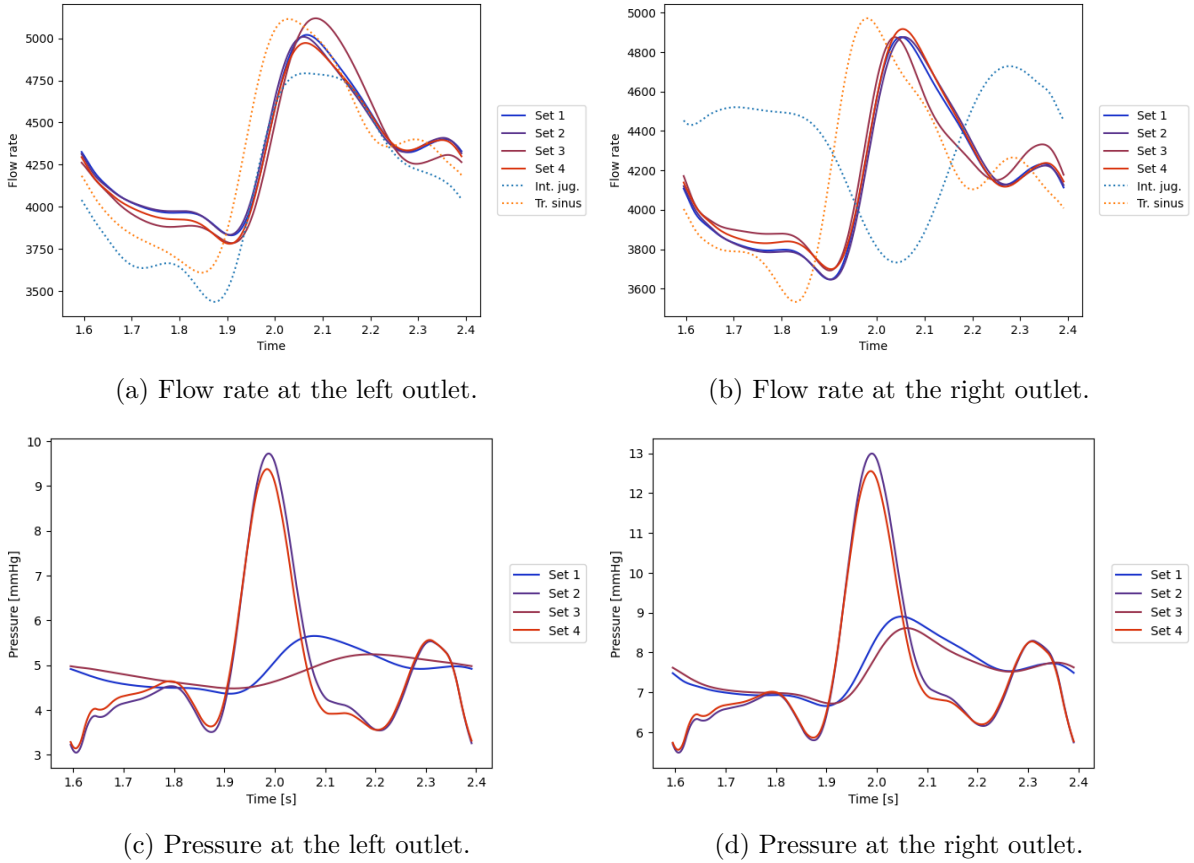 Flow rate
5000
4750
4500
4250
4000
3750
3500
1.6 1.7 1.8 1.9 2.0 2.1 2.2 2.3 2.4
Time
Set 1
Set 2
Set 3
Set 4
Int. jug.
Tr. sinus
(a) Flow rate at the left outlet.
Flow rate
5000
4800
4600
4400
4200
4000
3800
3600
1.6 1.7 1.8 1.9 2.0 2.1 2.2 2.3 2.4
Time
Set 1
Set 2
Set 3
Set 4
Int. jug.
Tr. sinus
(b) Flow rate at the right outlet.
Pressure [mmHg]
10
9
8
7
6
5
4
3
1.6 1.7 1.8 1.9 2.0 2.1 2.2 2.3 2.4
Time [s]
Set 1
Set 2
Set 3
Set 4
(c) Pressure at the left outlet.
Pressure [mmHg]
13
12
11
10
9
8
7
6
1.6 1.7 1.8 1.9 2.0 2.1 2.2 2.3 2.4
Time [s]
Set 1
Set 2
Set 3
Set 4
(d) Pressure at the right outlet.